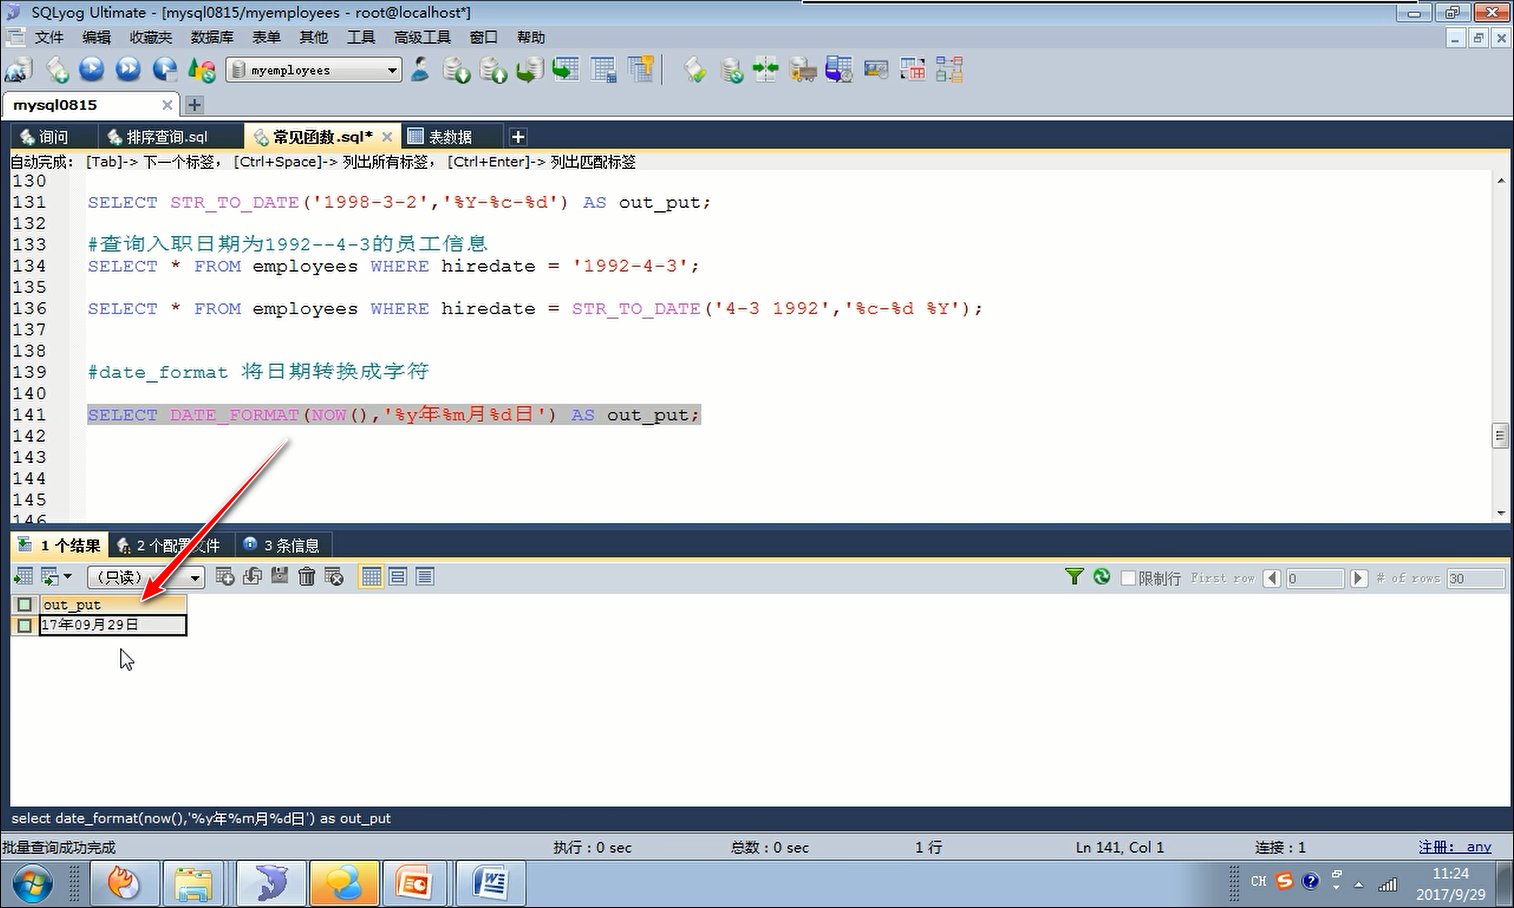 SQLyog Ultimate - [mysql0815/myemployees - root@localhost*]
文件 编辑 收藏夹 数据库 表单 其他 工具 高级工具 窗口 帮助
myemployees
mysql0815
询问 排序查询.sql 常见函数.sql* 表数据
自动完成： [Tab]-> 下一个标签， [Ctrl+Space]-> 列出所有标签， [Ctrl+Enter]-> 列出匹配标签
130
131 SELECT STR_TO_DATE('1998-3-2','%Y-%c-%d') AS out_put;
132
133 #查询入职日期为1992--4-3的员工信息
134 SELECT * FROM employees WHERE hiredate = '1992-4-3';
135
136 SELECT * FROM employees WHERE hiredate = STR_TO_DATE('4-3 1992','%c-%d %Y');
137
138
139 #date_format 将日期转换成字符
140
141 SELECT DATE_FORMAT(NOW(),'%y年%m月%d日') AS out_put;
142
143
144
145
146
1 个结果 2 个配置文件 3 条信息
（只读） 限制行 First row 0 # of rows 30
out_put
17年09月29日
select date_format(now(),'%y年%m月%d日') as out_put
批量查询成功完成 执行：0 sec 总数：0 sec 1 行 Ln 141, Col 1 连接：1 注册： any
CH 11:24
2017/9/29